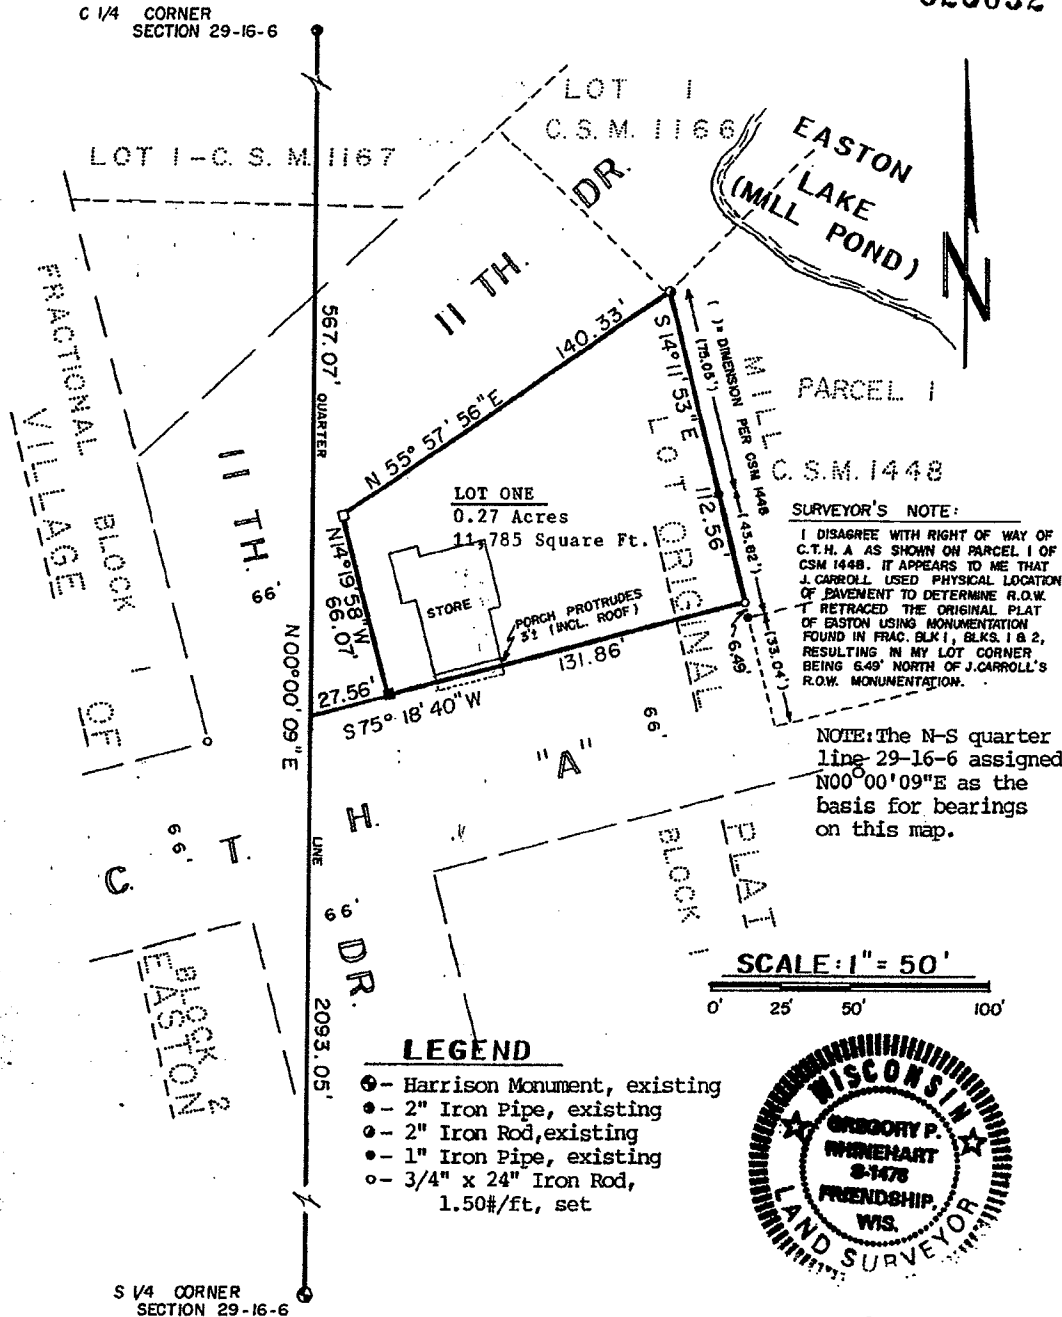 C 1/4 CORNER
SECTION 29-16-6
LOT 1
C. S. M. 1166
LOT 1-C. S. M. 1167
EASTON
LAKE
(MILL POND)
N
11 TH. DR.
FRACTIONAL BLOCK 1 OF
VILLAGE OF
567.07'
QUARTER
140.33'
N 55° 57' 56" E
S 14° 11' 53" E
112.56'
( )= DIMENSION PER CSM 1448
(75.05')
(43.82')
(33.04')
6.49'
MILL LOT
ORIGINAL
PARCEL 1
C.S.M. 1448
11 TH.
66'
LOT ONE
0.27 Acres
11,785 Square Ft.
STORE
PORCH PROTRUDES
3'± (INCL. ROOF)
N14°19'58"W
66.07'
131.86'
27.56'
S 75° 18' 40" W
N 00° 00' 09" E
SURVEYOR'S NOTE:
I DISAGREE WITH RIGHT OF WAY OF
C.T.H. A AS SHOWN ON PARCEL 1 OF
CSM 1448. IT APPEARS TO ME THAT
J. CARROLL USED PHYSICAL LOCATION
OF PAVEMENT TO DETERMINE R.O.W.
I RETRACED THE ORIGINAL PLAT
OF EASTON USING MONUMENTATION
FOUND IN FRAC. BLK 1, BLKS. 1 & 2,
RESULTING IN MY LOT CORNER
BEING 6.49' NORTH OF J.CARROLL'S
R.O.W. MONUMENTATION.
NOTE:The N-S quarter
line 29-16-6 assigned
N00°00'09"E as the
basis for bearings
on this map.
C. T. H. "A"
66'
66'
LINE
66'
DR.
PLAT
BLOCK 1
BLOCK 2
EASTON
2093.05'
SCALE: 1" = 50'
0' 25' 50' 100'
LEGEND
- Harrison Monument, existing
- 2" Iron Pipe, existing
- 2" Iron Rod,existing
- 1" Iron Pipe, existing
- 3/4" x 24" Iron Rod,
1.50#/ft, set
WISCONSIN
GREGORY P.
RHINEHART
S-1476
FRIENDSHIP,
WIS.
LAND SURVEYOR
S 1/4 CORNER
SECTION 29-16-6